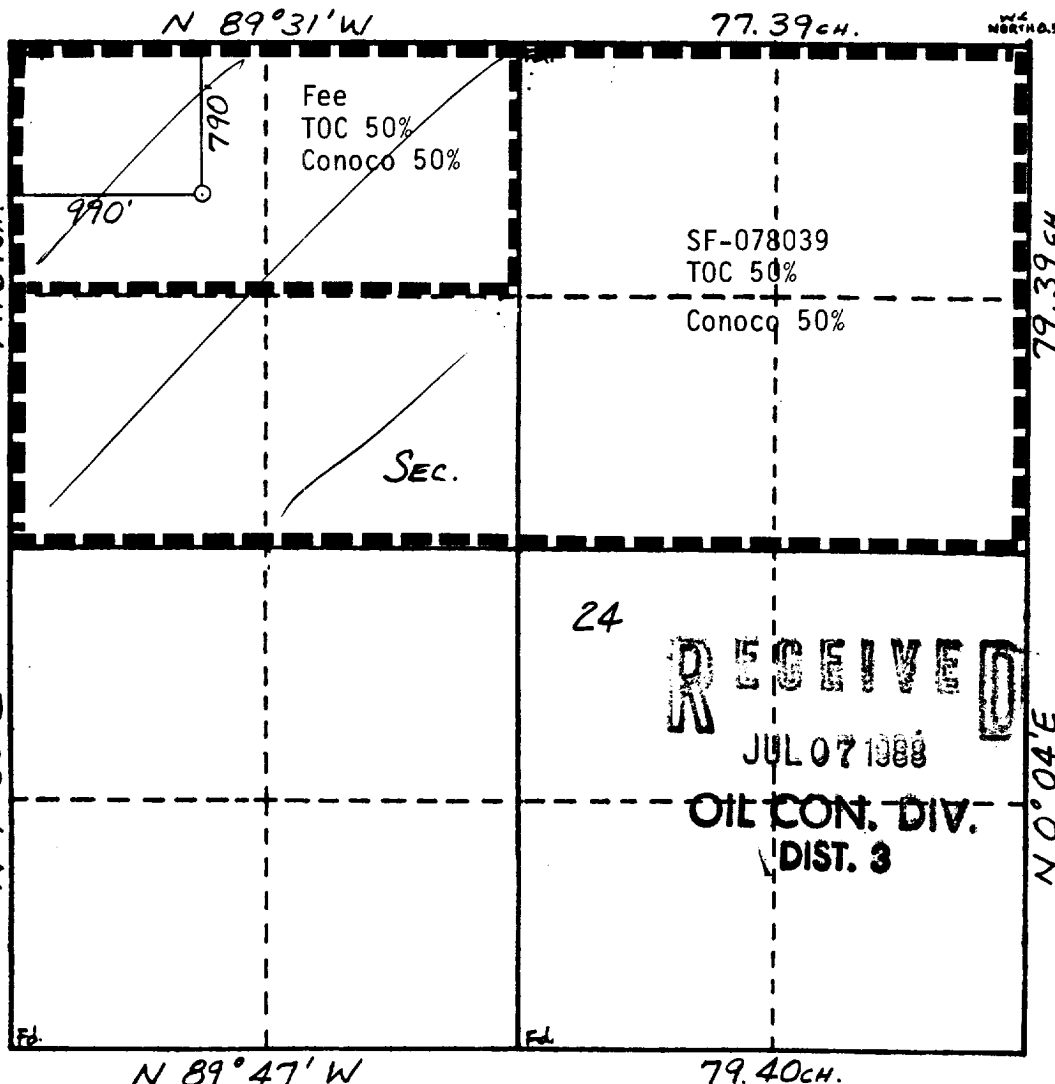 N 89°31'W 77.39CH.
NORTH
790'
Fee
TOC 50%
Conoco 50%
990'
SF-078039
TOC 50%
Conoco 50%
79.39CH
SEC.
24
RECEIVED
JUL 07 1988
OIL CON. DIV.
DIST. 3
N 0°04'E
Fd.
Fd.
N 89°47'W 79.40CH.